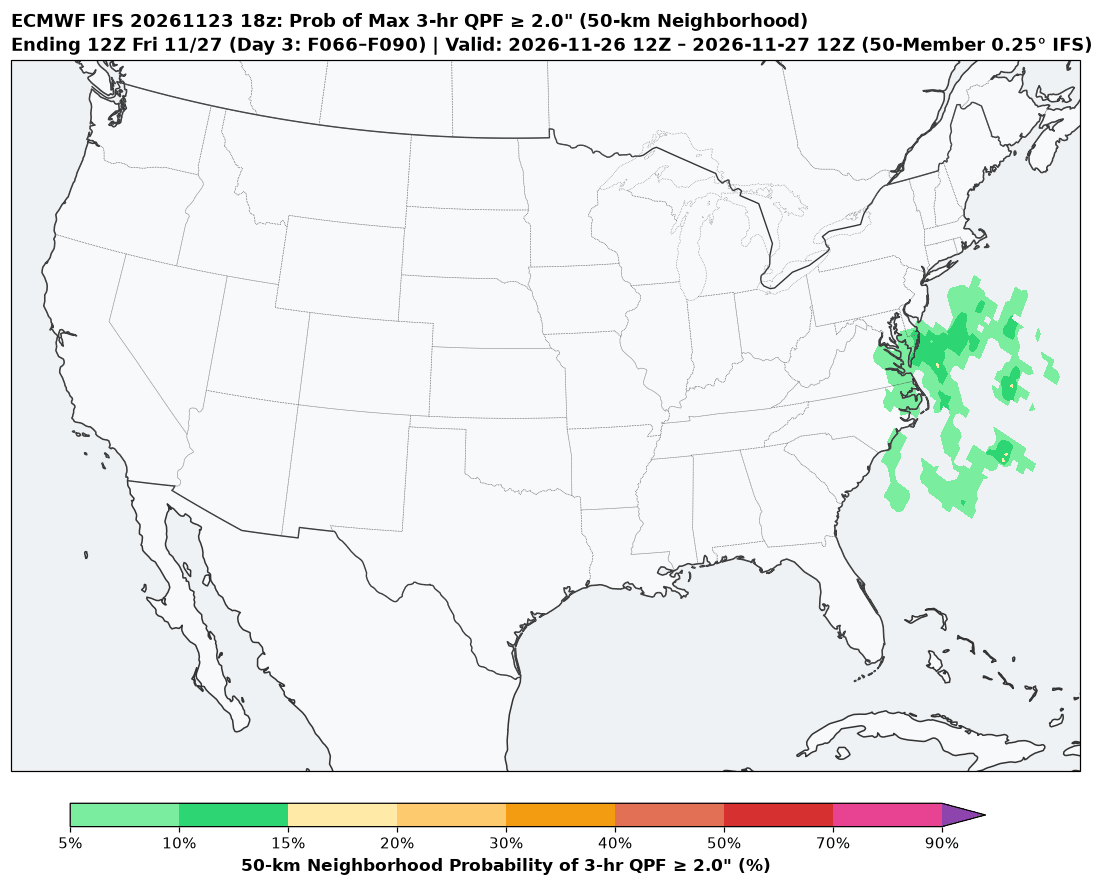 ECMWF IFS 20261123 18z: Prob of Max 3-hr QPF ≥ 2.0" (50-km Neighborhood)
Ending 12Z Fri 11/27 (Day 3: F066–F090) | Valid: 2026-11-26 12Z – 2026-11-27 12Z (50-Member 0.25° IFS)
5% 10% 15% 20% 30% 40% 50% 70% 90%
50-km Neighborhood Probability of 3-hr QPF ≥ 2.0" (%)